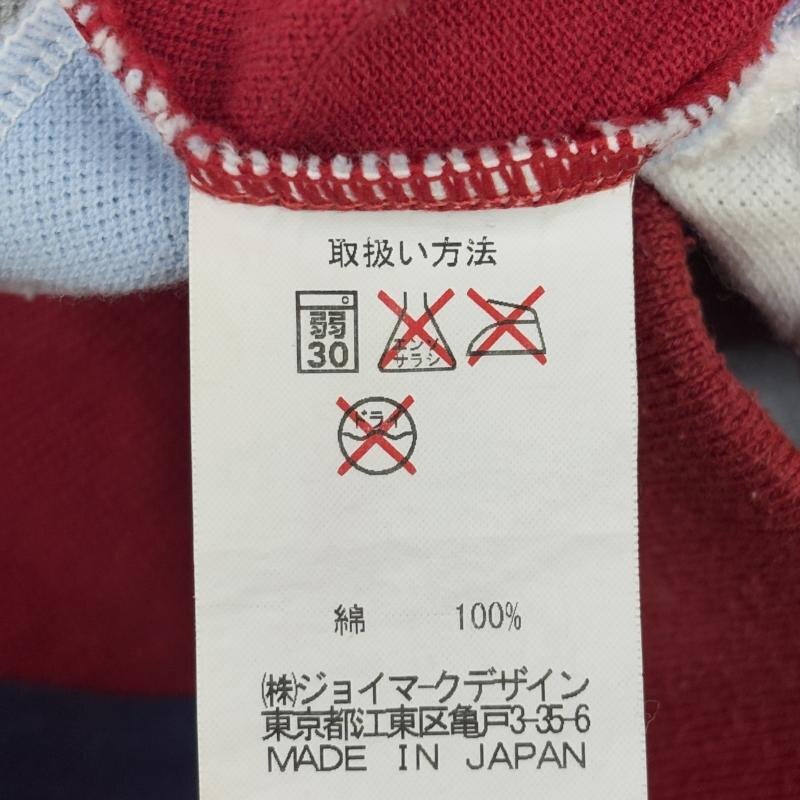 取扱い方法
弱
30
エンソ
サラシ
ドライ
綿 100%
㈱ジョイマークデザイン
東京都江東区亀戸3-35-6
MADE IN JAPAN